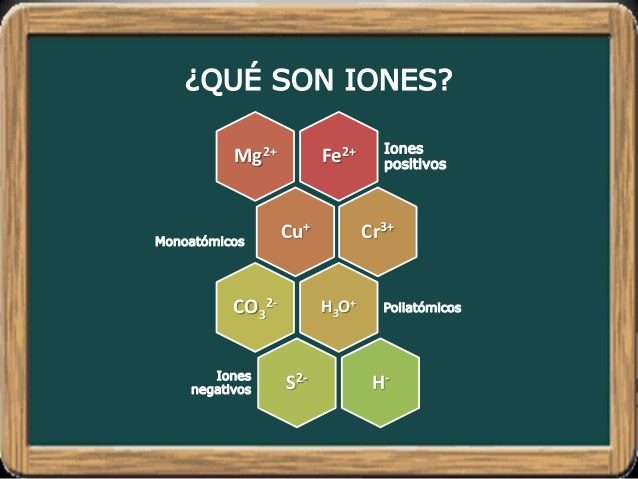 ¿QUÉ SON IONES?
Mg²⁺ Fe²⁺
Iones
positivos
Monoatómicos
Cu⁺ Cr³⁺
CO₃²⁻ H₃O⁺
Poliatómicos
Iones
negativos
S²⁻ H⁻